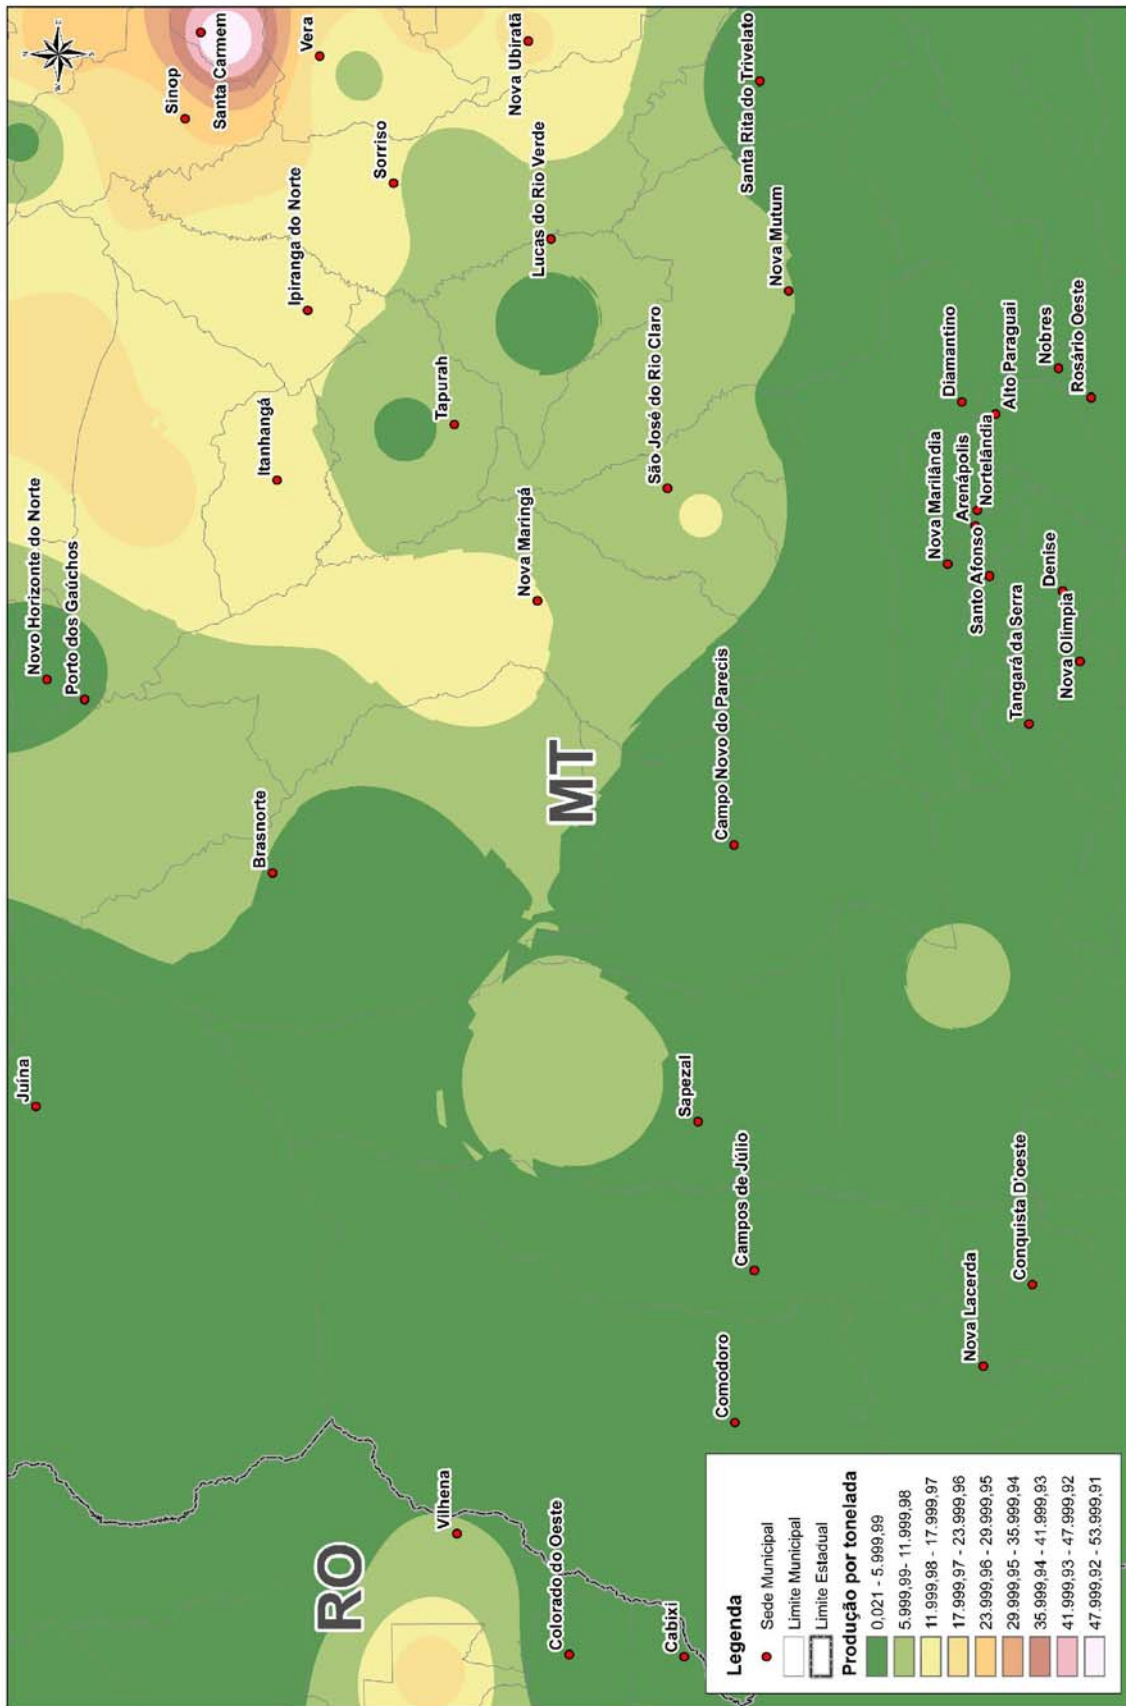 N
W
E
S
Juína
Novo Horizonte do Norte
Porto dos Gaúchos
Sinop
Santa Carmem
Brasnorte
Itanhangá
Ipiranga do Norte
Vera
RO
Sorriso
Vilhena
Tapurah
Nova Ubiratã
Nova Maringá
Lucas do Rio Verde
Colorado do Oeste
MT
São José do Rio Claro
Cabixi
Sapezal
Comodoro
Campo Novo do Parecis
Campos de Júlio
Santa Rita do Trivelato
Nova Mutum
Nova Marilândia
Diamantino
Nova Lacerda
Arenápolis
Santo Afonso
Nortelândia
Alto Paraguai
Conquista D'oeste
Tangará da Serra
Denise
Nobres
Nova Olímpia
Rosário Oeste
Legenda
Sede Municipal
Limite Municipal
Limite Estadual
Produção por tonelada
0,021 - 5.999,99
5.999,99- 11.999,98
11.999,98 - 17.999,97
17.999,97 - 23.999,96
23.999,96 - 29.999,95
29.999,95 - 35.999,94
35.999,94 - 41.999,93
41.999,93 - 47.999,92
47.999,92 - 53.999,91